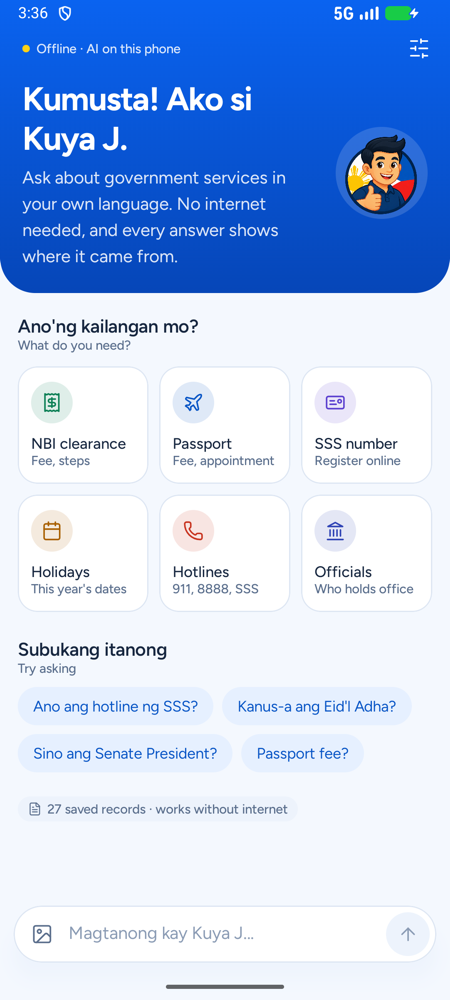 3:36
5G
Offline · AI on this phone
Kumusta! Ako si
Kuya J.
Ask about government services in
your own language. No internet
needed, and every answer shows
where it came from.
Ano'ng kailangan mo?
What do you need?
NBI clearance
Fee, steps
Passport
Fee, appointment
SSS number
Register online
Holidays
This year's dates
Hotlines
911, 8888, SSS
Officials
Who holds office
Subukang itanong
Try asking
Ano ang hotline ng SSS?
Kanus-a ang Eid'l Adha?
Sino ang Senate President?
Passport fee?
27 saved records · works without internet
Magtanong kay Kuya J...